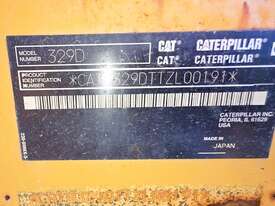 MODEL NUMBER 329D CAT® CATERPILLAR
CAT® CATERPILLAR
PRODUCT IDENTIFICATION NUMBER
CATERPILLAR INC.
PEORIA, IL 61629
USA
MADE IN
JAPAN